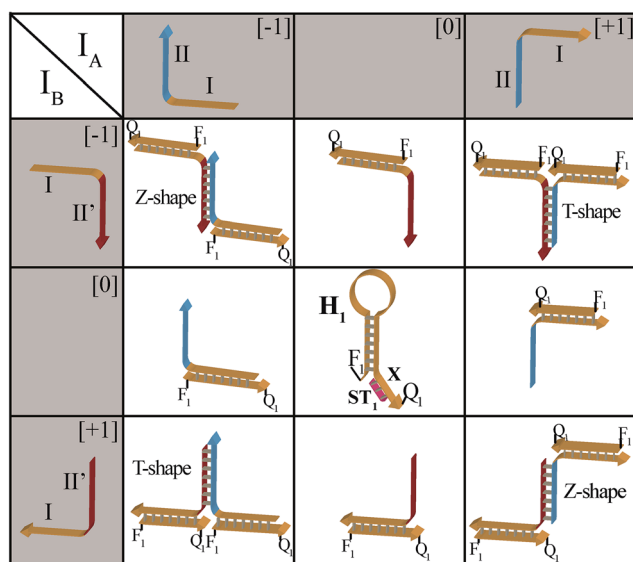 I_A
I_B
[-1]
II
I
[0]
[+1]
II
I
[-1]
I
II’
Q₁
F₁
Z-shape
F₁
Q₁
Q₁
F₁
Q₁
F₁
Q₁
F₁
T-shape
[0]
F₁
Q₁
H₁
F₁
X
ST₁
Q₁
Q₁
F₁
[+1]
II’
I
T-shape
F₁
Q₁
F₁
Q₁
F₁
Q₁
Q₁
F₁
Z-shape
F₁
Q₁